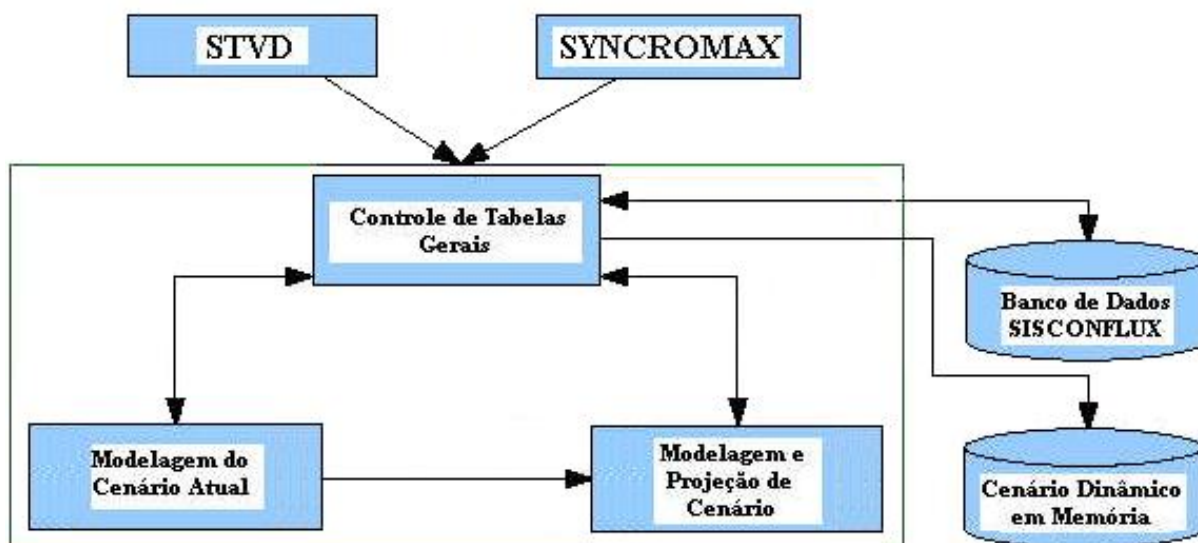 STVD
SYNCROMAX
Controle de Tabelas
Gerais
Banco de Dados
SISCONFLUX
Modelagem do
Cenário Atual
Modelagem e
Projeção de
Cenário
Cenário Dinâmico
em Memória